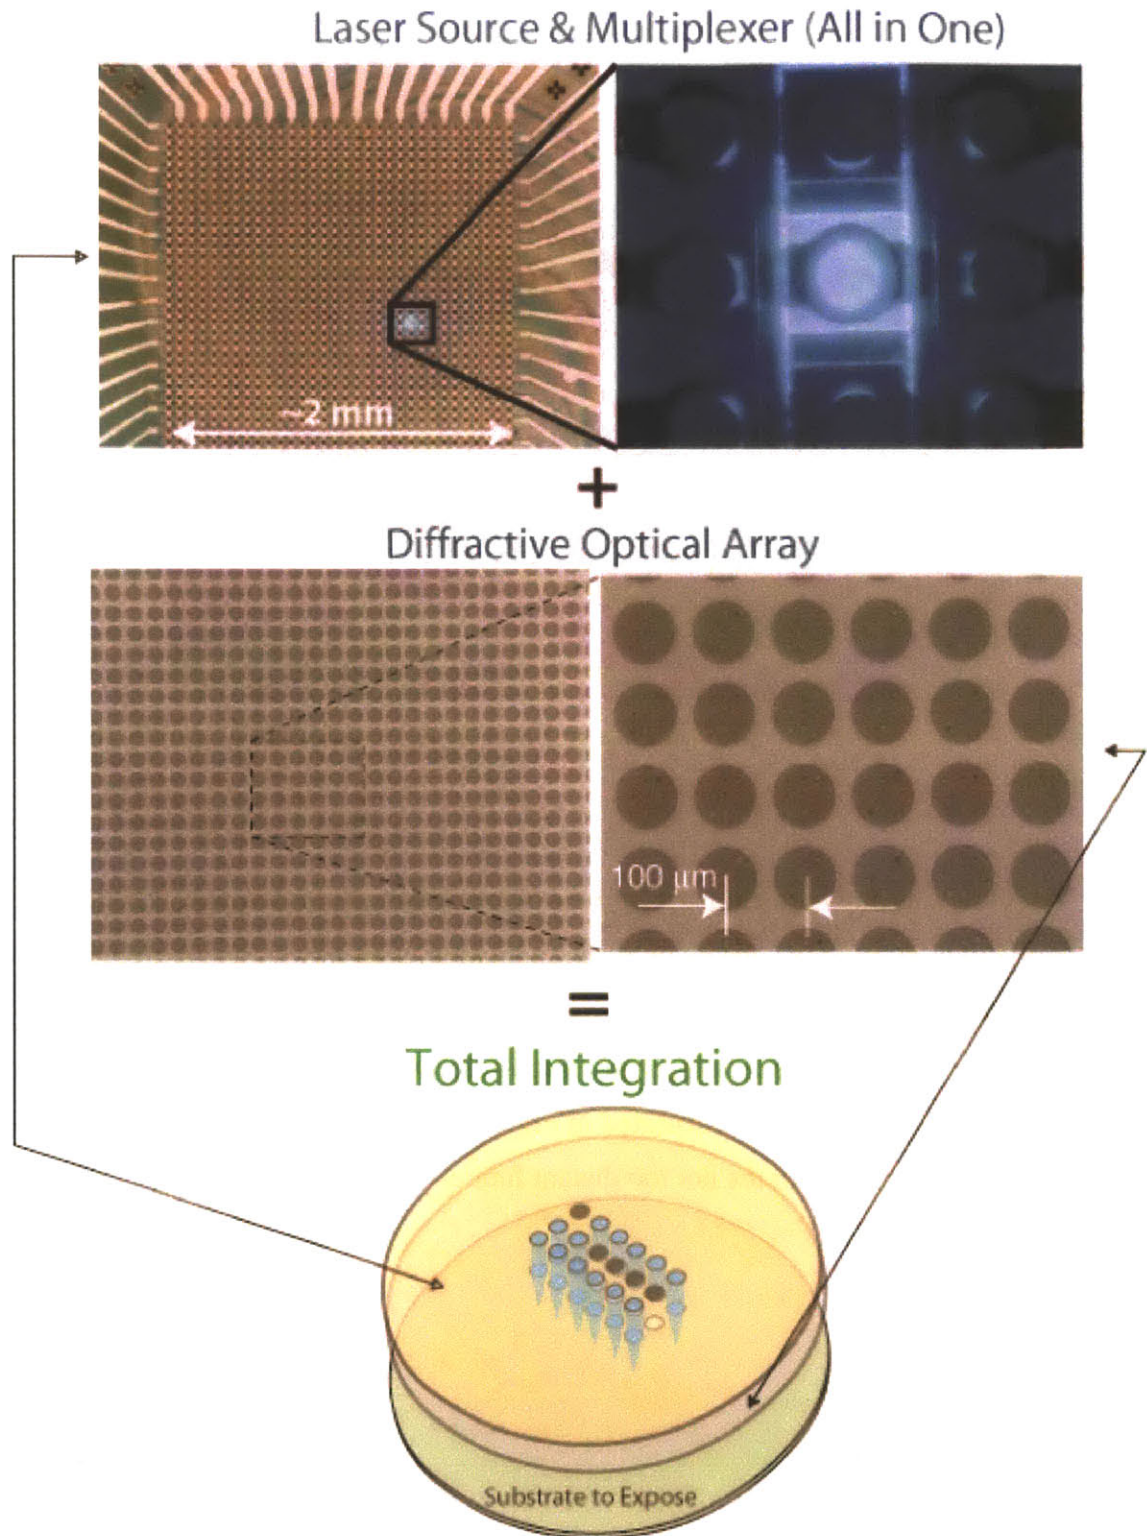 Laser Source & Multiplexer (All in One)
~2 mm
+
Diffractive Optical Array
100 μm
=
Total Integration
Substrate to Expose